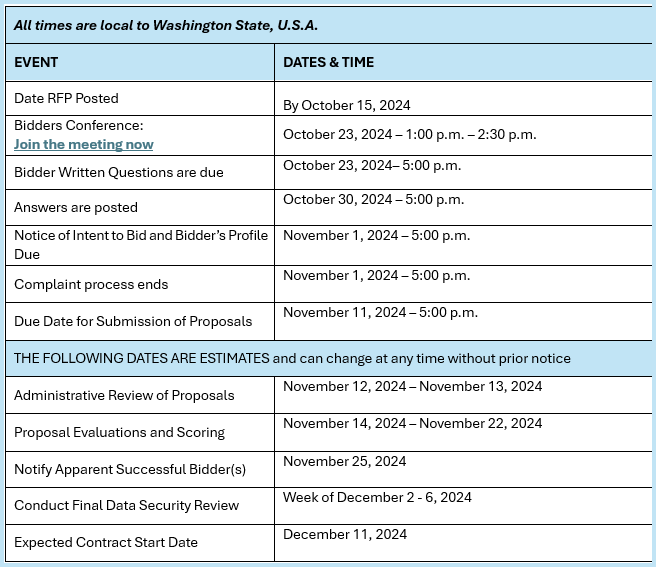 All times are local to Washington State, U.S.A.
EVENT DATES & TIME
Date RFP Posted By October 15, 2024
Bidders Conference:
Join the meeting now October 23, 2024 – 1:00 p.m. – 2:30 p.m.
Bidder Written Questions are due October 23, 2024– 5:00 p.m.
Answers are posted October 30, 2024 – 5:00 p.m.
Notice of Intent to Bid and Bidder’s Profile
Due November 1, 2024 – 5:00 p.m.
Complaint process ends November 1, 2024 – 5:00 p.m.
Due Date for Submission of Proposals November 11, 2024 – 5:00 p.m.
THE FOLLOWING DATES ARE ESTIMATES and can change at any time without prior notice
Administrative Review of Proposals November 12, 2024 – November 13, 2024
Proposal Evaluations and Scoring November 14, 2024 – November 22, 2024
Notify Apparent Successful Bidder(s) November 25, 2024
Conduct Final Data Security Review Week of December 2 - 6, 2024
Expected Contract Start Date December 11, 2024